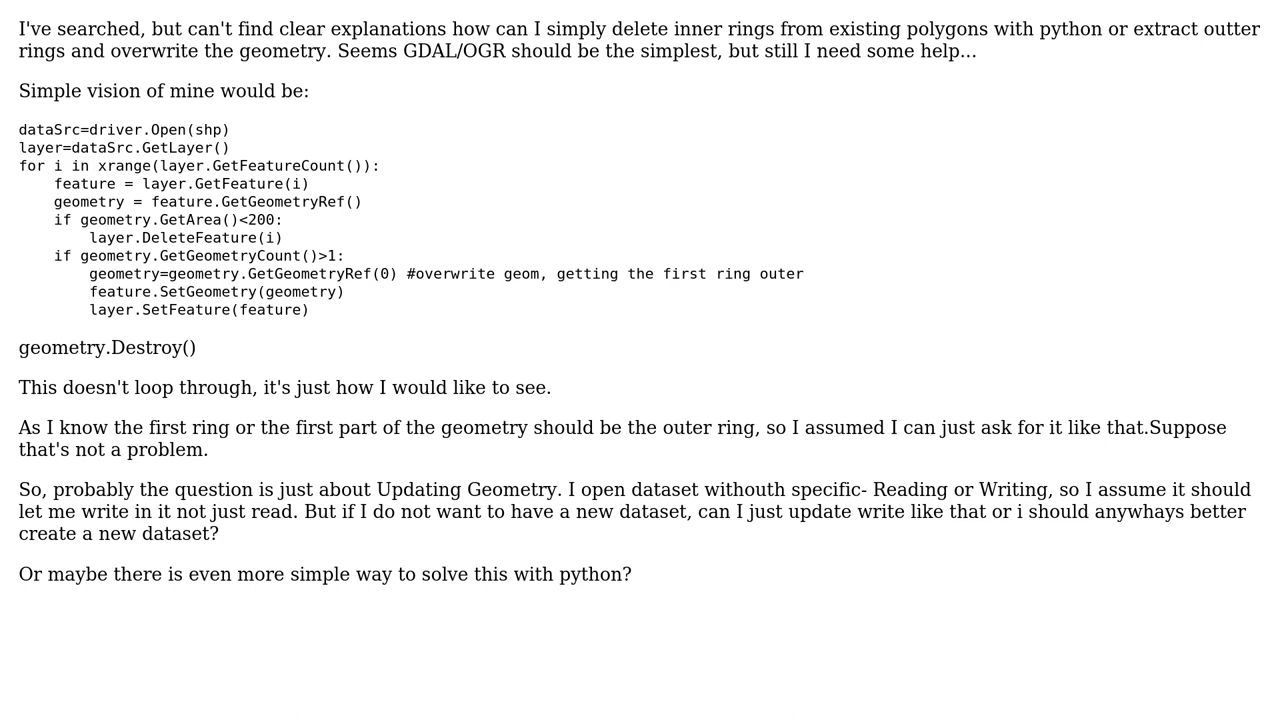 I've searched, but can't find clear explanations how can I simply delete inner rings from existing polygons with python or extract outter
rings and overwrite the geometry. Seems GDAL/OGR should be the simplest, but still I need some help...
Simple vision of mine would be:
dataSrc=driver.Open(shp)
layer=dataSrc.GetLayer()
for i in xrange(layer.GetFeatureCount()):
    feature = layer.GetFeature(i)
    geometry = feature.GetGeometryRef()
    if geometry.GetArea()<200:
        layer.DeleteFeature(i)
    if geometry.GetGeometryCount()>1:
        geometry=geometry.GetGeometryRef(0) #overwrite geom, getting the first ring outer
        feature.SetGeometry(geometry)
        layer.SetFeature(feature)
geometry.Destroy()
This doesn't loop through, it's just how I would like to see.
As I know the first ring or the first part of the geometry should be the outer ring, so I assumed I can just ask for it like that.Suppose
that's not a problem.
So, probably the question is just about Updating Geometry. I open dataset withouth specific- Reading or Writing, so I assume it should
let me write in it not just read. But if I do not want to have a new dataset, can I just update write like that or i should anywhays better
create a new dataset?
Or maybe there is even more simple way to solve this with python?